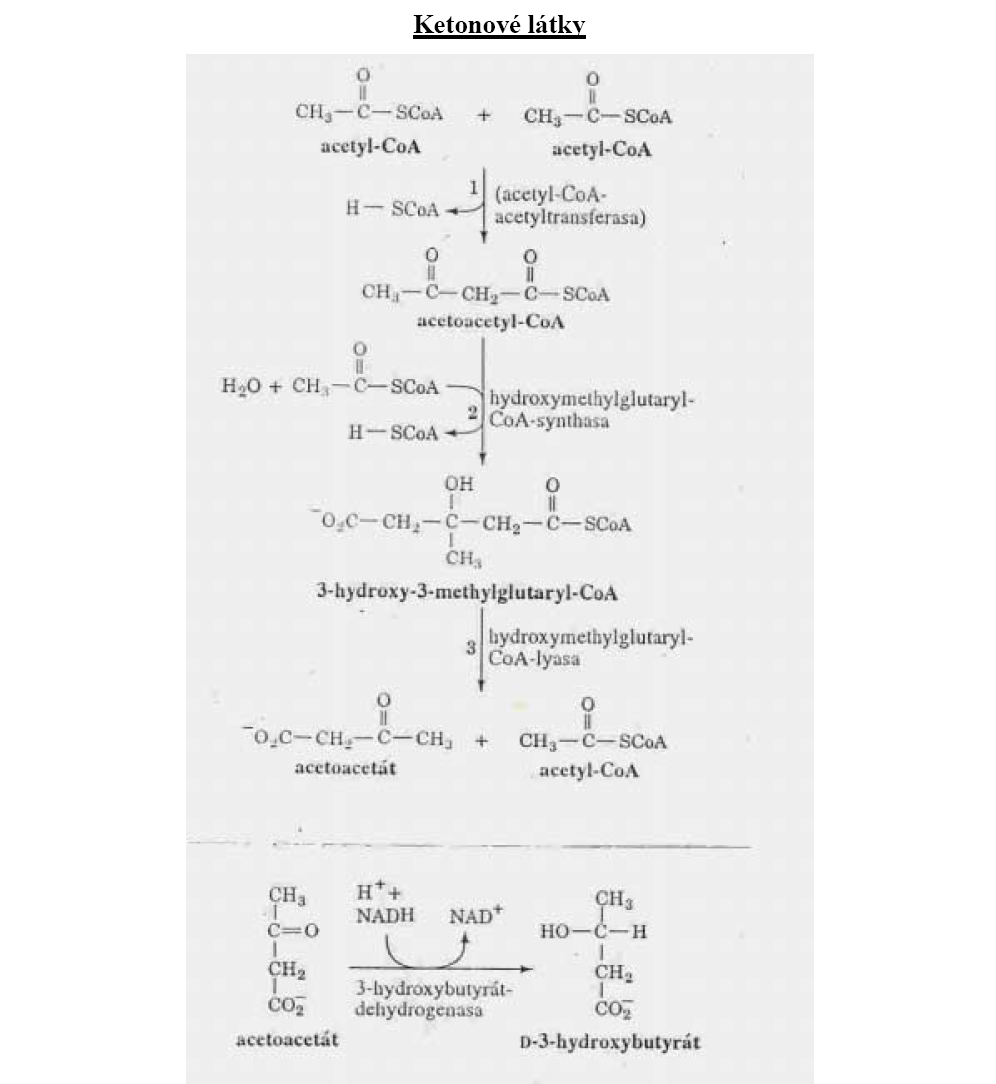 Ketonové látky
O O
CH₃—C—SCoA + CH₃—C—SCoA
acetyl-CoA acetyl-CoA
1 (acetyl-CoA-
H—SCoA acetyltransferasa)
O O
CH₃—C—CH₂—C—SCoA
acetoacetyl-CoA
O
H₂O + CH₃—C—SCoA hydroxymethylglutaryl-
2 CoA-synthasa
H—SCoA
OH O
⁻O₂C—CH₂—C—CH₂—C—SCoA
CH₃
3-hydroxy-3-methylglutaryl-CoA
3 hydroxymethylglutaryl-
CoA-lyasa
O O
⁻O₂C—CH₂—C—CH₃ + CH₃—C—SCoA
acetoacetát acetyl-CoA
CH₃ H⁺+ CH₃
NADH NAD⁺
C=O HO—C—H
CH₂ CH₂
3-hydroxybutyrát-
CO₂⁻ dehydrogenasa CO₂⁻
acetoacetát D-3-hydroxybutyrát